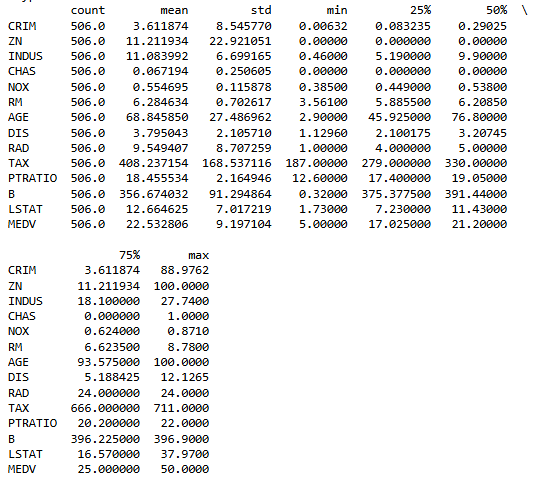 count mean std min 25% 50% \
CRIM 506.0 3.611874 8.545770 0.00632 0.083235 0.29025
ZN 506.0 11.211934 22.921051 0.00000 0.000000 0.00000
INDUS 506.0 11.083992 6.699165 0.46000 5.190000 9.90000
CHAS 506.0 0.067194 0.250605 0.00000 0.000000 0.00000
NOX 506.0 0.554695 0.115878 0.38500 0.449000 0.53800
RM 506.0 6.284634 0.702617 3.56100 5.885500 6.20850
AGE 506.0 68.845850 27.486962 2.90000 45.925000 76.80000
DIS 506.0 3.795043 2.105710 1.12960 2.100175 3.20745
RAD 506.0 9.549407 8.707259 1.00000 4.000000 5.00000
TAX 506.0 408.237154 168.537116 187.00000 279.000000 330.00000
PTRATIO 506.0 18.455534 2.164946 12.60000 17.400000 19.05000
B 506.0 356.674032 91.294864 0.32000 375.377500 391.44000
LSTAT 506.0 12.664625 7.017219 1.73000 7.230000 11.43000
MEDV 506.0 22.532806 9.197104 5.00000 17.025000 21.20000
75% max
CRIM 3.611874 88.9762
ZN 11.211934 100.0000
INDUS 18.100000 27.7400
CHAS 0.000000 1.0000
NOX 0.624000 0.8710
RM 6.623500 8.7800
AGE 93.575000 100.0000
DIS 5.188425 12.1265
RAD 24.000000 24.0000
TAX 666.000000 711.0000
PTRATIO 20.200000 22.0000
B 396.225000 396.9000
LSTAT 16.570000 37.9700
MEDV 25.000000 50.0000